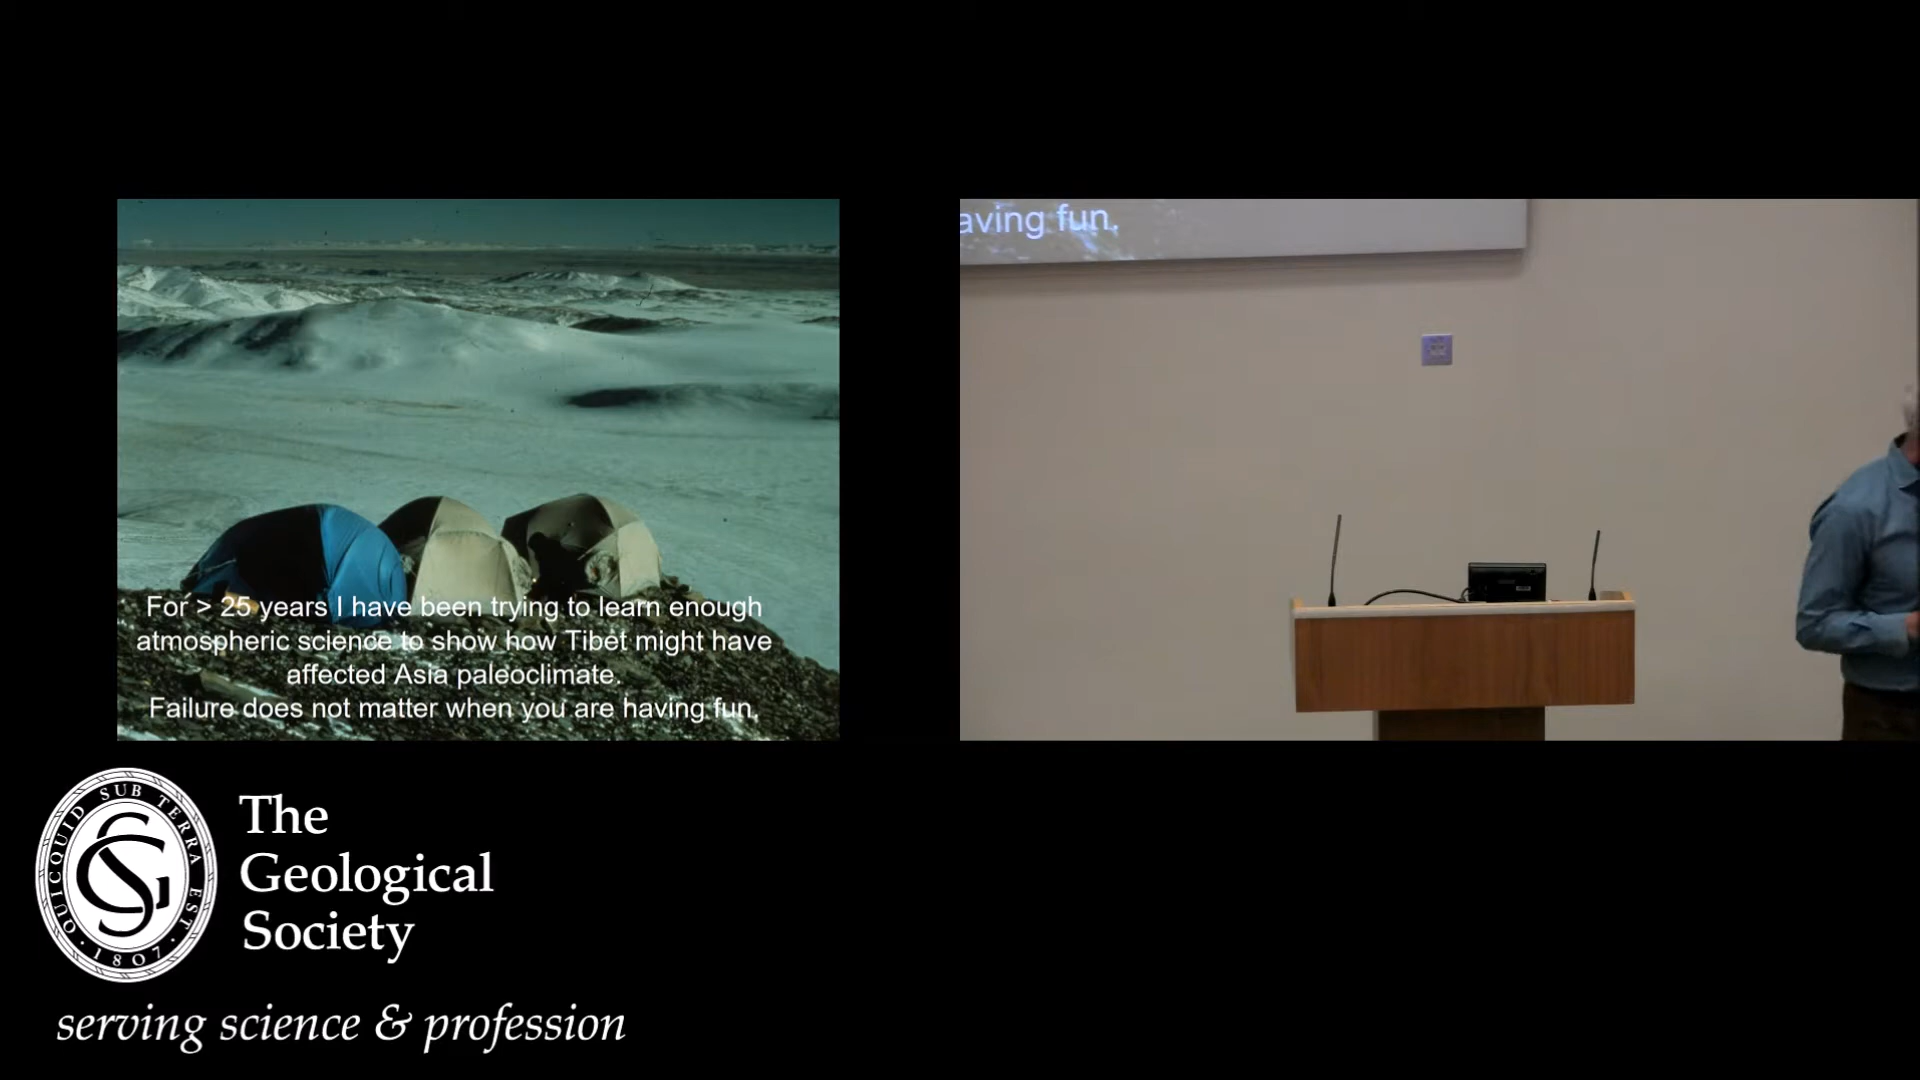 For > 25 years I have been trying to learn enough
atmospheric science to show how Tibet might have
affected Asia paleoclimate.
Failure does not matter when you are having fun.
aving fun.
QUICQUID SUB TERRA EST
1807
The
Geological
Society
serving science & profession